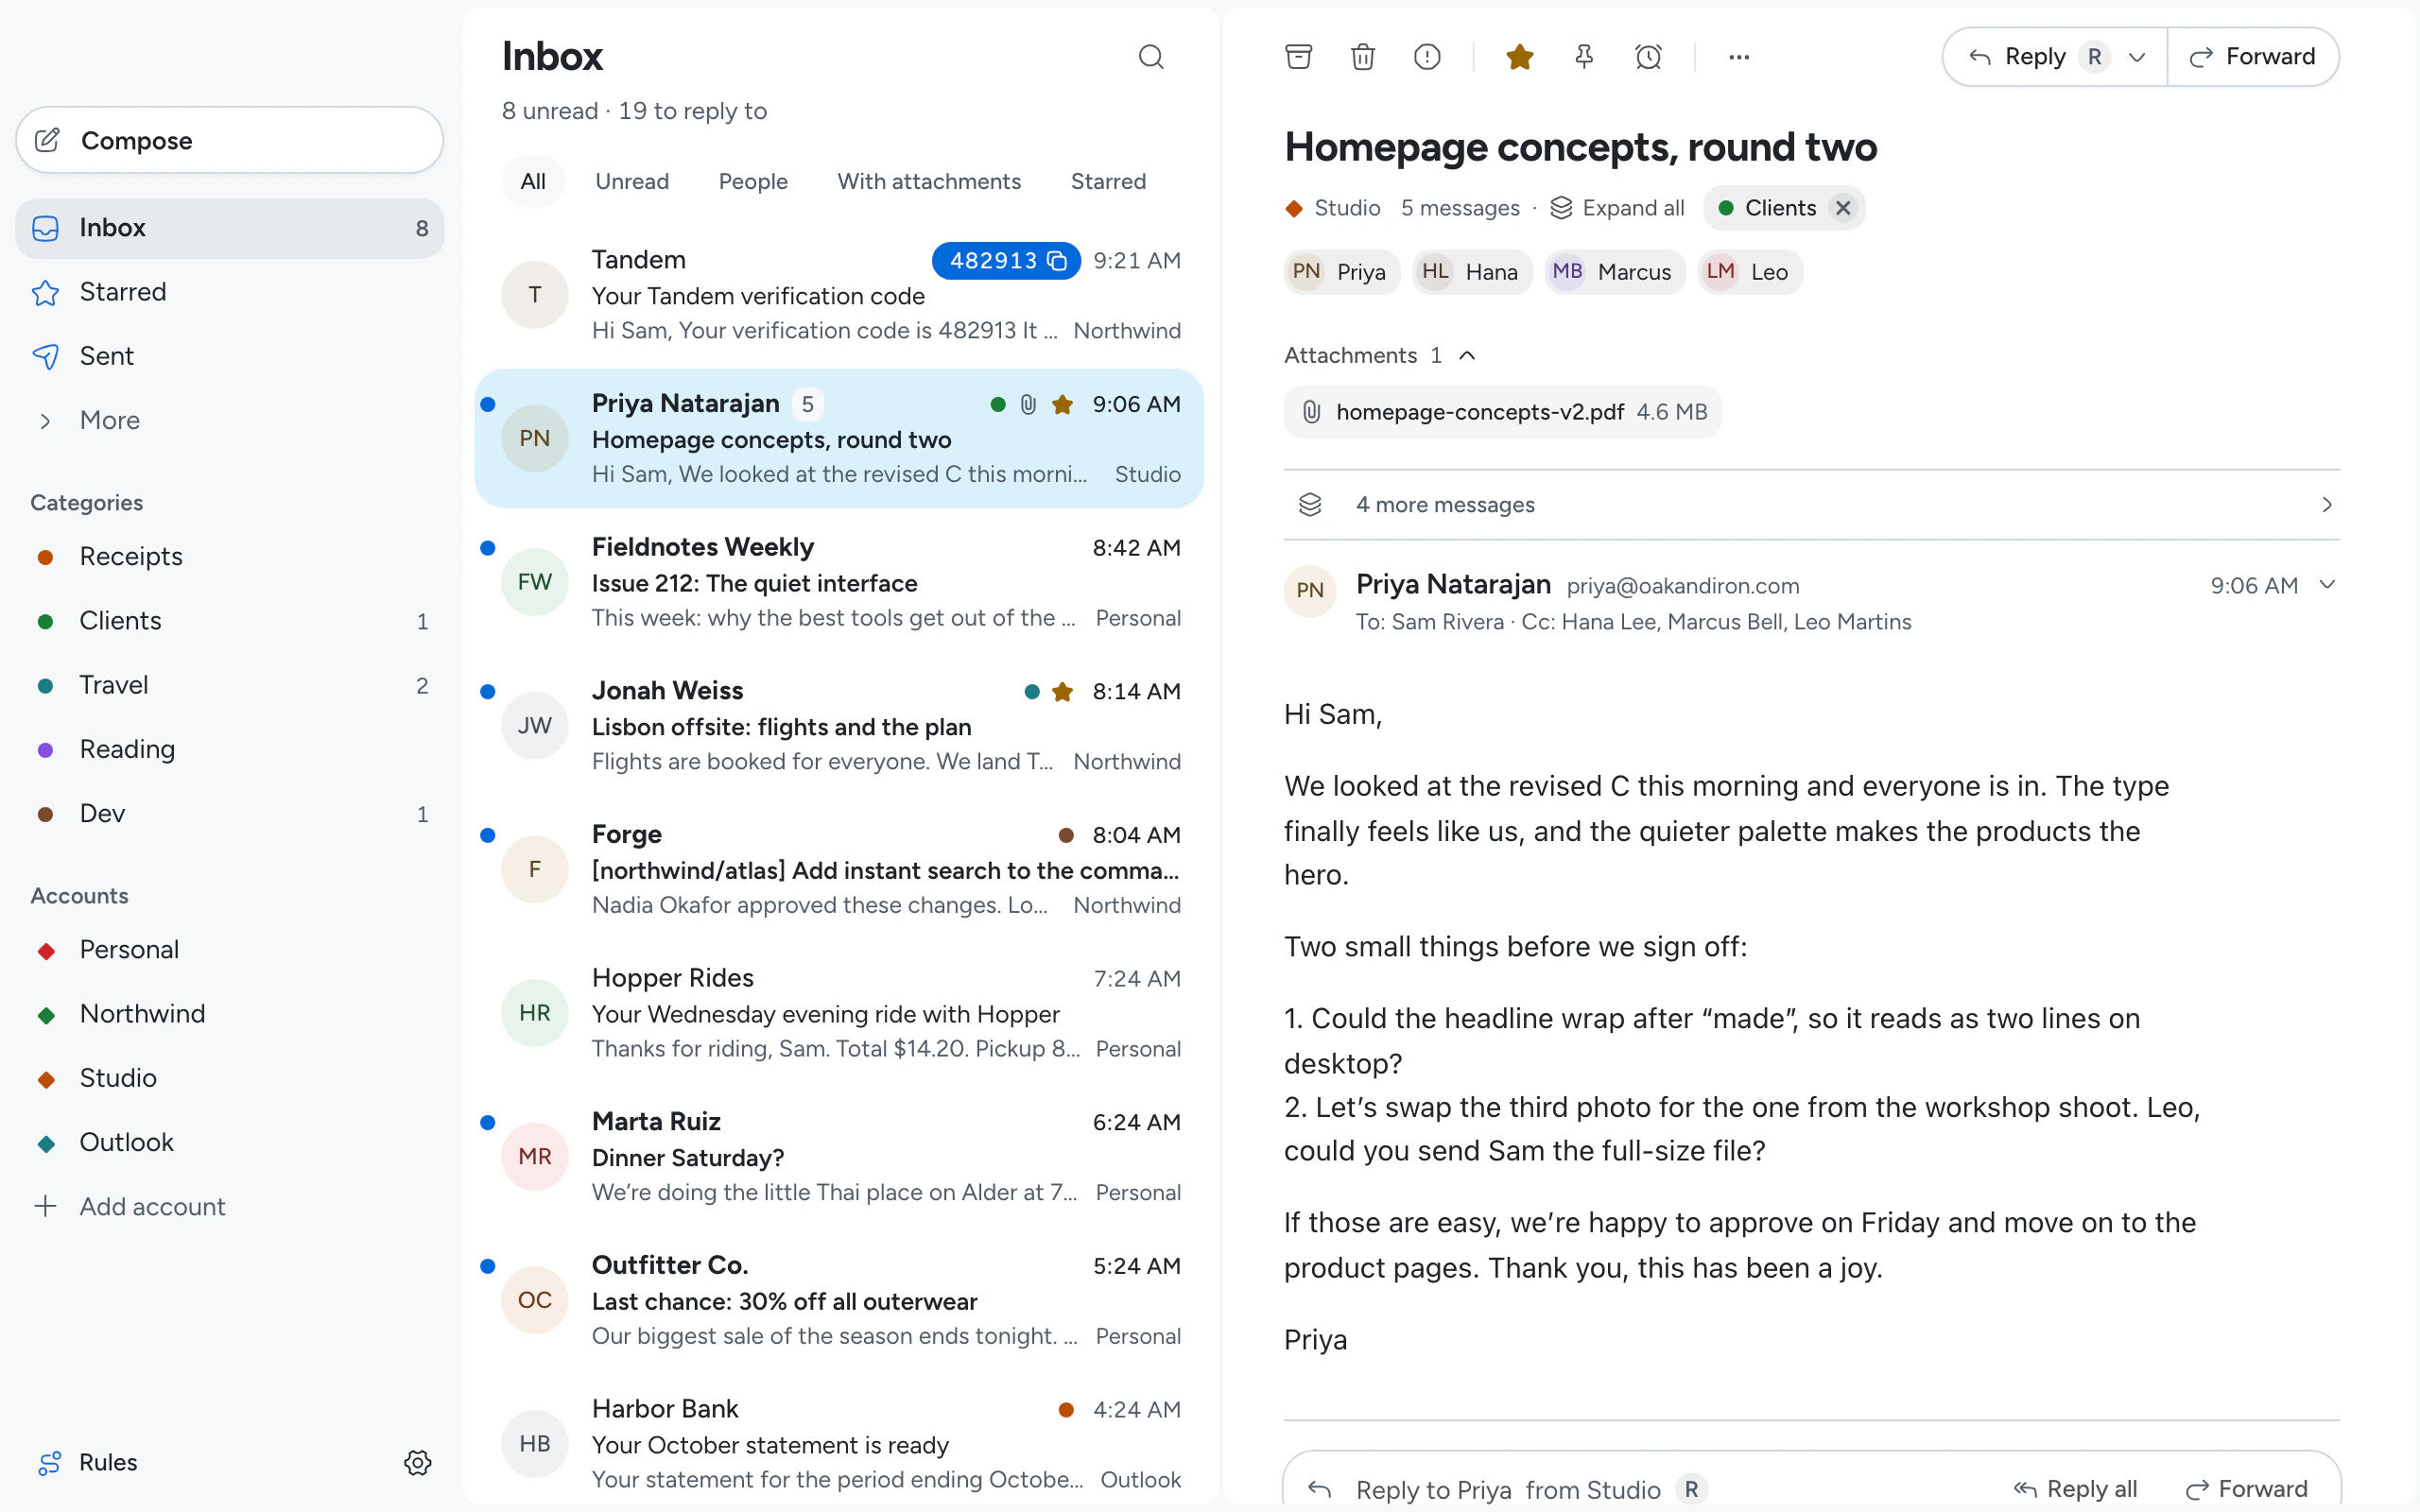 Compose
Inbox 8
Starred
Sent
More
Categories
Receipts
Clients 1
Travel 2
Reading
Dev 1
Accounts
Personal
Northwind
Studio
Outlook
Add account
Rules
Inbox
8 unread · 19 to reply to
All Unread People With attachments Starred
T
Tandem 482913 9:21 AM
Your Tandem verification code
Hi Sam, Your verification code is 482913 It ... Northwind
PN
Priya Natarajan 5 9:06 AM
Homepage concepts, round two
Hi Sam, We looked at the revised C this morni... Studio
FW
Fieldnotes Weekly 8:42 AM
Issue 212: The quiet interface
This week: why the best tools get out of the ... Personal
JW
Jonah Weiss 8:14 AM
Lisbon offsite: flights and the plan
Flights are booked for everyone. We land T... Northwind
F
Forge 8:04 AM
[northwind/atlas] Add instant search to the comma...
Nadia Okafor approved these changes. Lo... Northwind
HR
Hopper Rides 7:24 AM
Your Wednesday evening ride with Hopper
Thanks for riding, Sam. Total $14.20. Pickup 8... Personal
MR
Marta Ruiz 6:24 AM
Dinner Saturday?
We’re doing the little Thai place on Alder at 7... Personal
OC
Outfitter Co. 5:24 AM
Last chance: 30% off all outerwear
Our biggest sale of the season ends tonight. ... Personal
HB
Harbor Bank 4:24 AM
Your October statement is ready
Your statement for the period ending Octobe... Outlook
Reply R Forward
Homepage concepts, round two
Studio 5 messages · Expand all Clients
PN Priya HL Hana MB Marcus LM Leo
Attachments 1
homepage-concepts-v2.pdf 4.6 MB
4 more messages
PN
Priya Natarajan priya@oakandiron.com 9:06 AM
To: Sam Rivera · Cc: Hana Lee, Marcus Bell, Leo Martins
Hi Sam,
We looked at the revised C this morning and everyone is in. The type
finally feels like us, and the quieter palette makes the products the
hero.
Two small things before we sign off:
1. Could the headline wrap after “made”, so it reads as two lines on
desktop?
2. Let’s swap the third photo for the one from the workshop shoot. Leo,
could you send Sam the full-size file?
If those are easy, we’re happy to approve on Friday and move on to the
product pages. Thank you, this has been a joy.
Priya
Reply to Priya from Studio R Reply all Forward